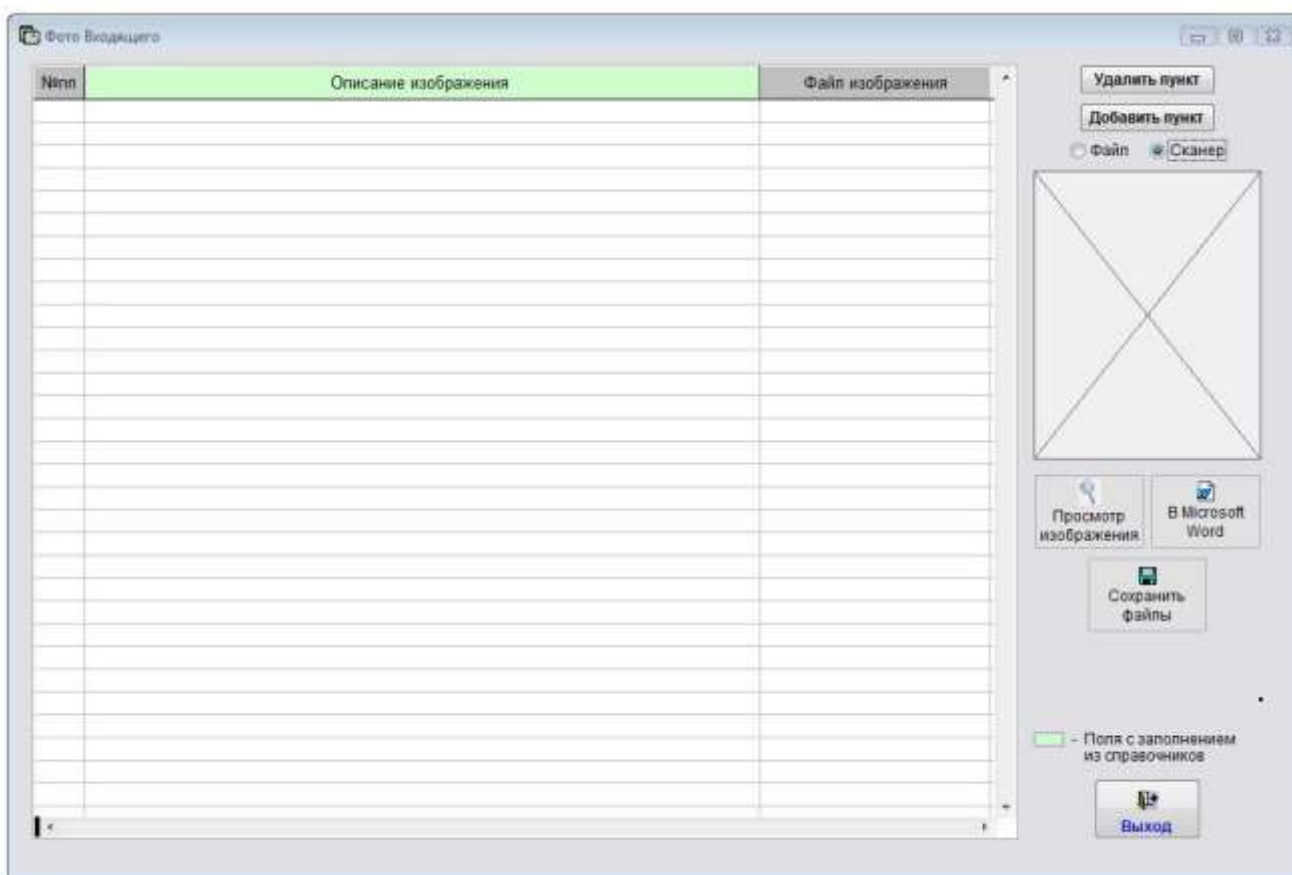 Фото Входящего
№пп Описание изображения Файл изображения
Удалить пункт
Добавить пункт
Файл Сканер
Просмотр
изображения
В Microsoft
Word
Сохранить
файлы
- Поля с заполнением
из справочников
Выход